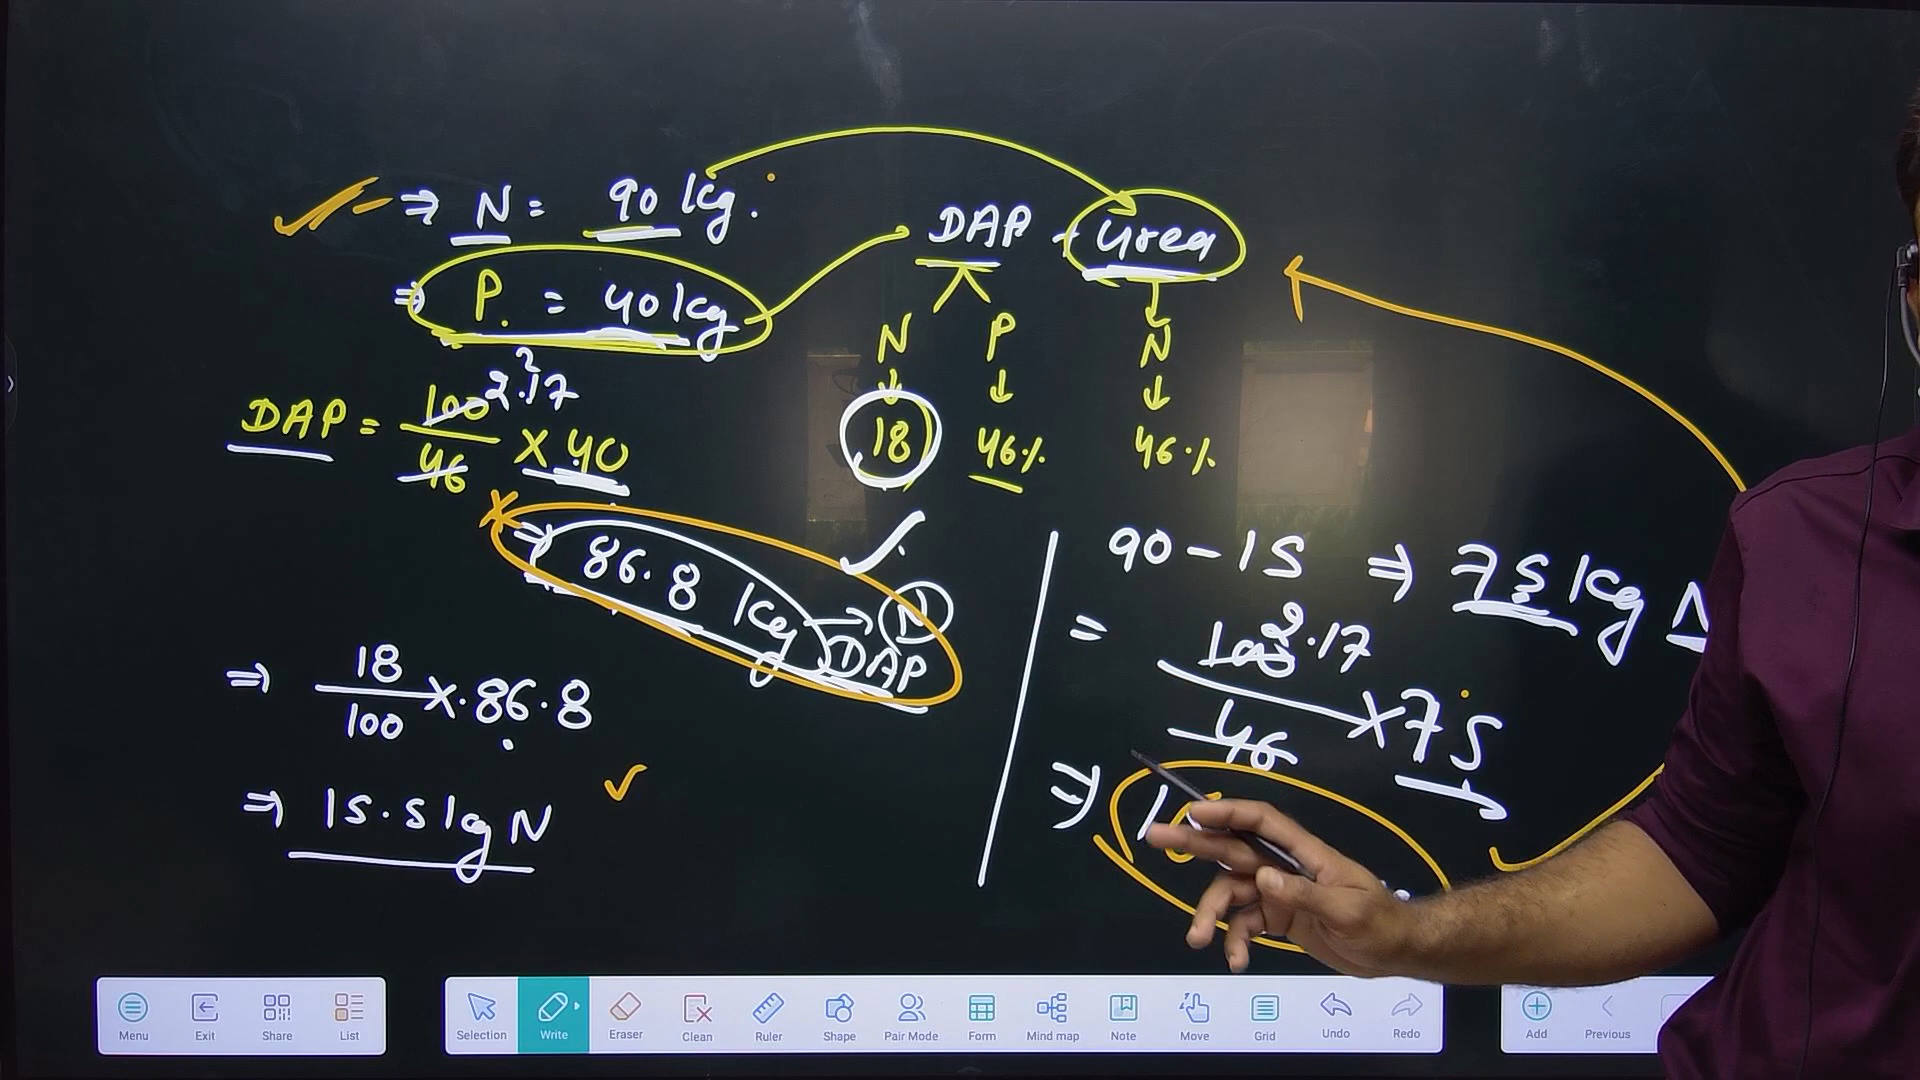 ⇒ N = 90 kg.
⇒ P. = 40 kg
DAP - Urea
N P N
↓ ↓ ↓
18 46% 46%
DAP = 100/46 2.17 × 40
⇒ 86.8 kg → N
DAP
⇒ 18/100 × 86.8
⇒ 15.5 kg N
90 - 15 ⇒ 75 kg N
= 100/46 2.17 × 75
⇒ 1
Menu Exit Share List
Selection Write Eraser Clean Ruler Shape Pair Mode Form Mind map Note Move Grid Undo Redo
Add Previous